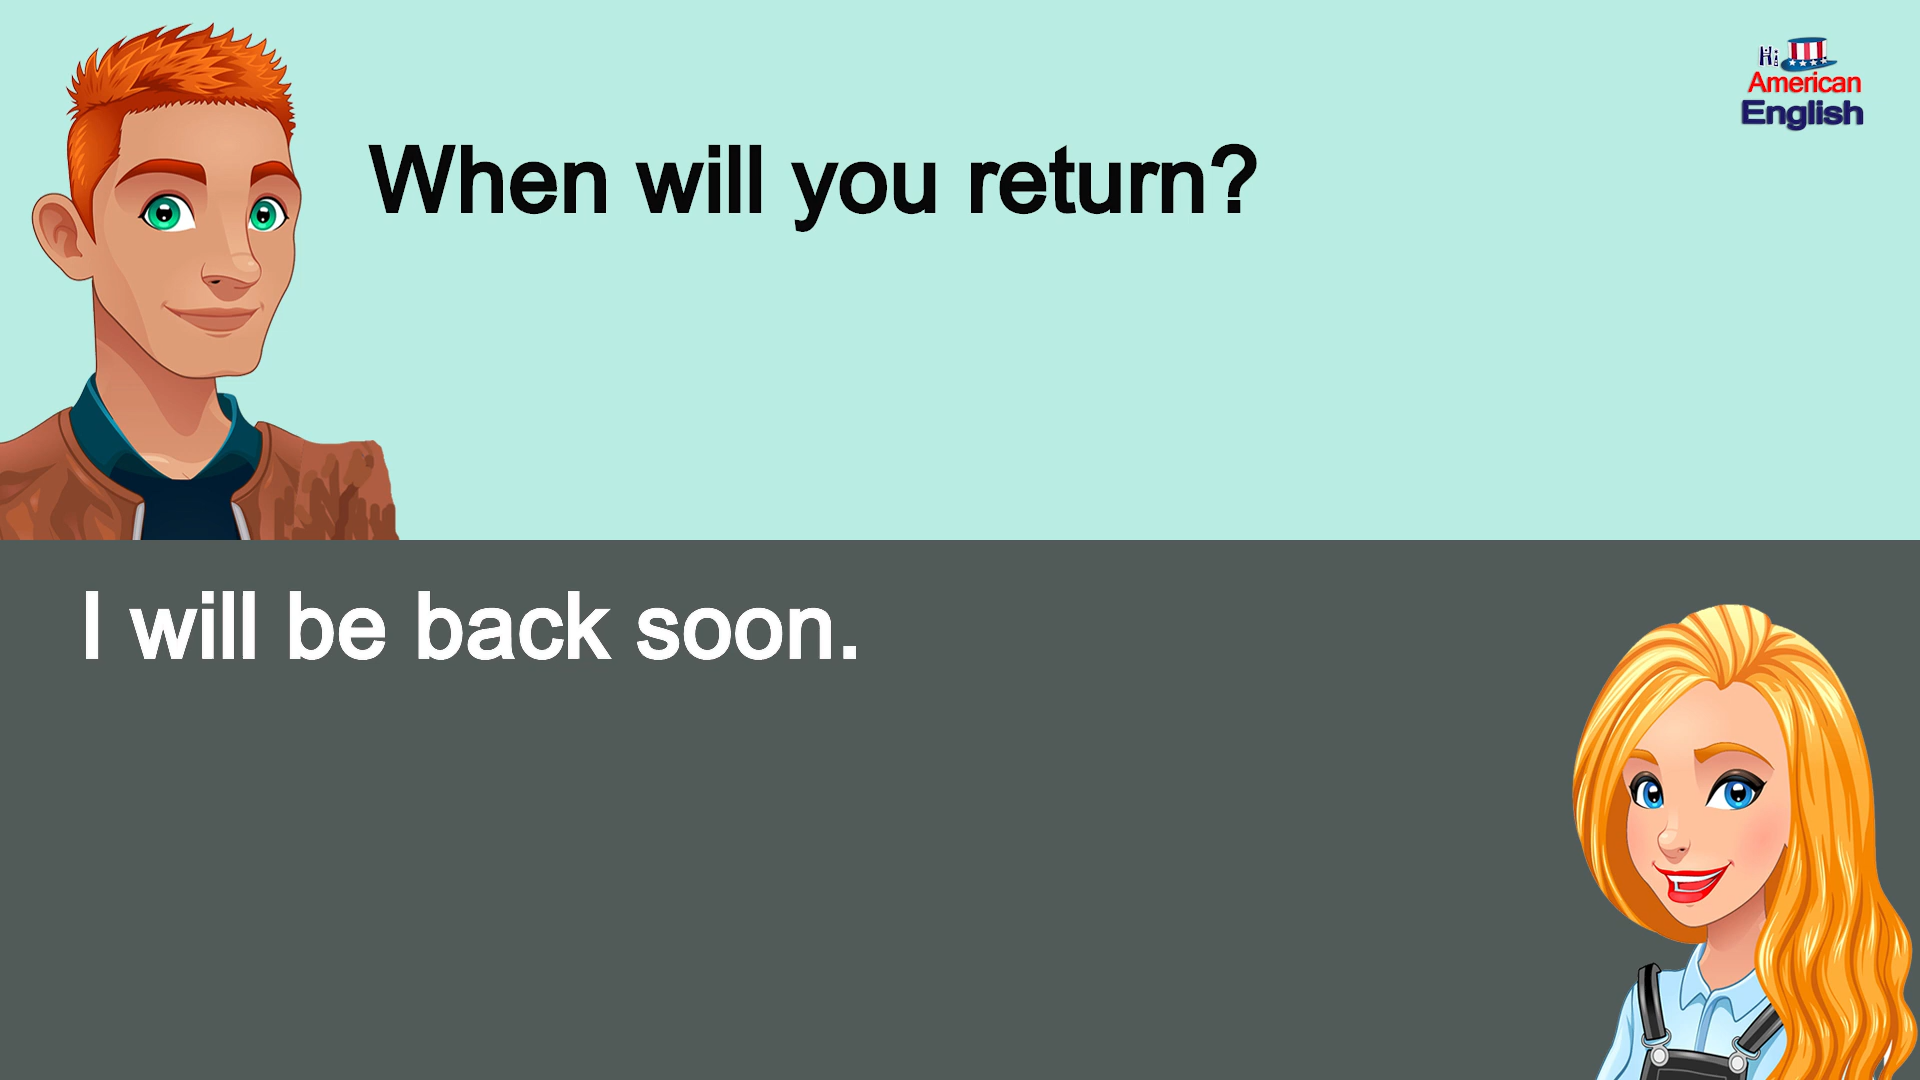 Hi
American
English
When will you return?
I will be back soon.